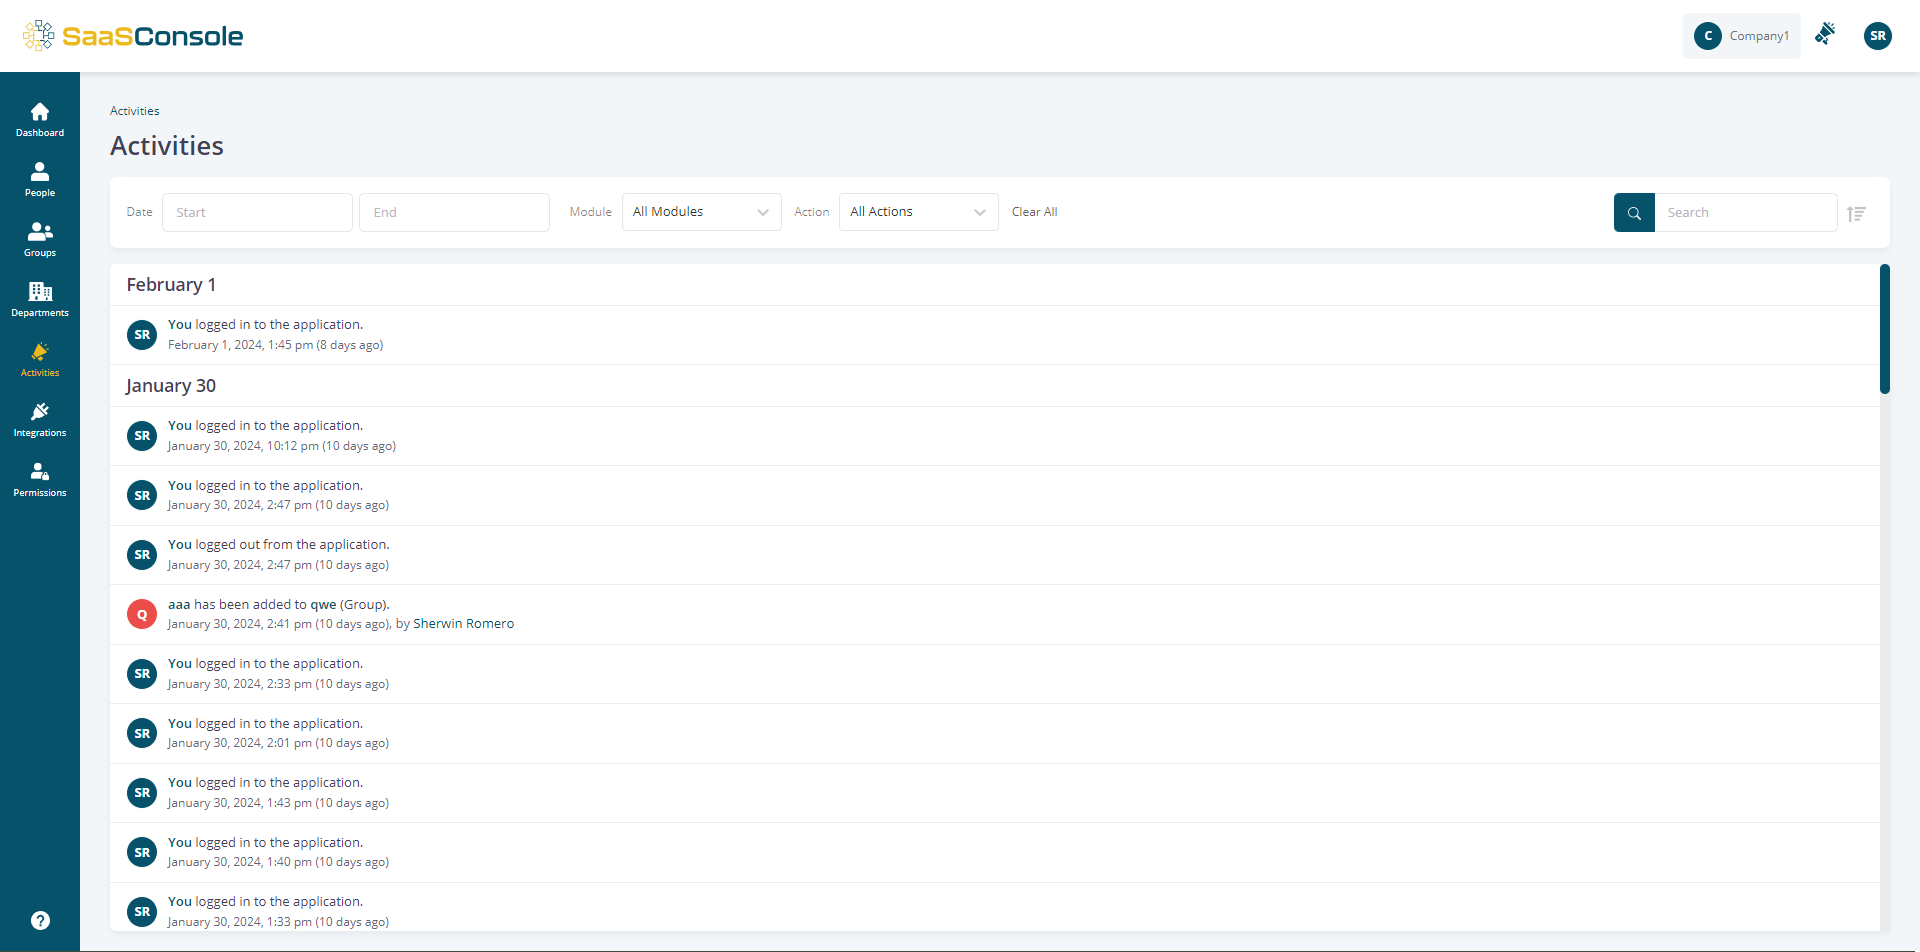 SaaSConsole
C Company1
SR
Dashboard
People
Groups
Departments
Activities
Integrations
Permissions
?
Activities
Activities
Date Start End Module All Modules Action All Actions Clear All Search
February 1
SR
You logged in to the application.
February 1, 2024, 1:45 pm (8 days ago)
January 30
SR
You logged in to the application.
January 30, 2024, 10:12 pm (10 days ago)
SR
You logged in to the application.
January 30, 2024, 2:47 pm (10 days ago)
SR
You logged out from the application.
January 30, 2024, 2:47 pm (10 days ago)
Q
aaa has been added to qwe (Group).
January 30, 2024, 2:41 pm (10 days ago), by Sherwin Romero
SR
You logged in to the application.
January 30, 2024, 2:33 pm (10 days ago)
SR
You logged in to the application.
January 30, 2024, 2:01 pm (10 days ago)
SR
You logged in to the application.
January 30, 2024, 1:43 pm (10 days ago)
SR
You logged in to the application.
January 30, 2024, 1:40 pm (10 days ago)
SR
You logged in to the application.
January 30, 2024, 1:33 pm (10 days ago)